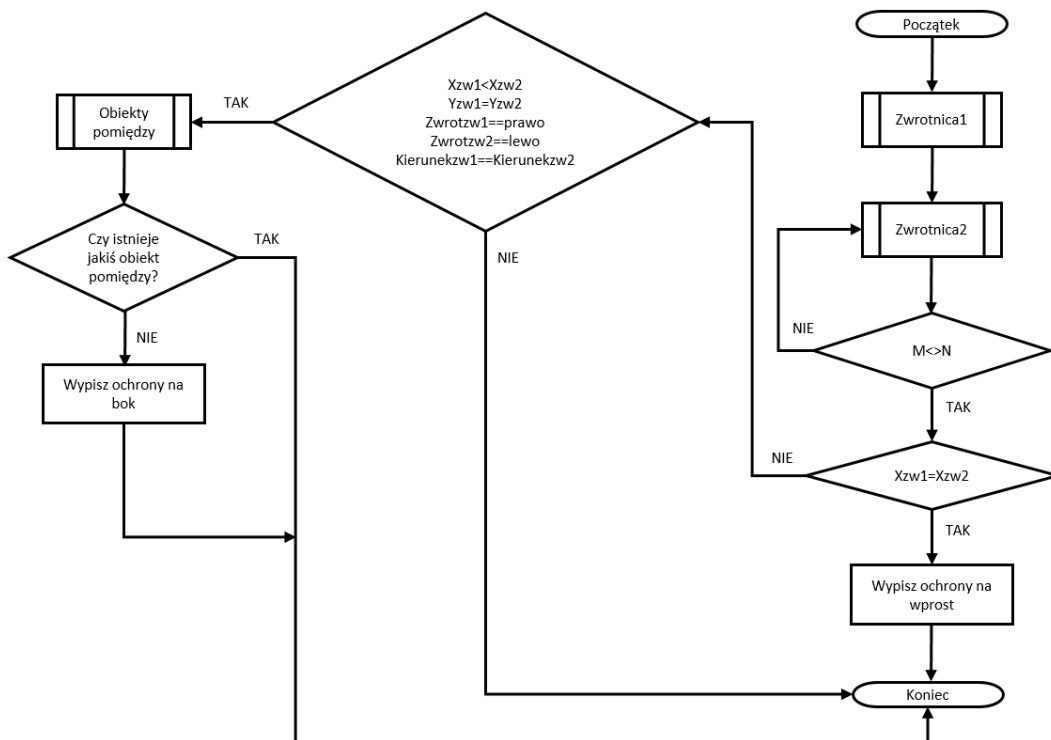 Początek
Zwrotnica1
Zwrotnica2
M<>N
NIE
TAK
Xzw1=Xzw2
NIE
TAK
Wypisz ochrony na
wprost
Koniec
Xzw1<Xzw2
Yzw1=Yzw2
Zwrotzw1==prawo
Zwrotzw2==lewo
Kierunekzw1==Kierunekzw2
TAK
NIE
Obiekty
pomiędzy
Czy istnieje
jakiś obiekt
pomiędzy?
TAK
NIE
Wypisz ochrony na
bok